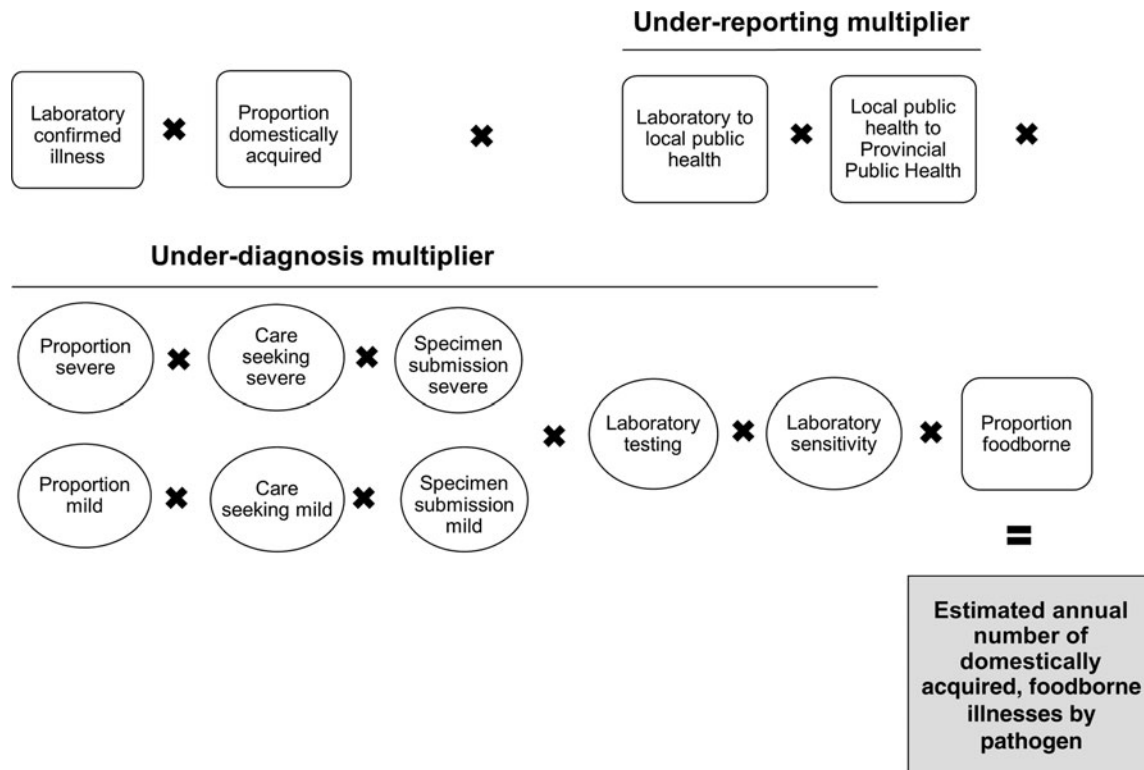 Under-reporting multiplier
Laboratory
confirmed
illness
Proportion
domestically
acquired
Laboratory to
local public
health
Local public
health to
Provincial
Public Health
Under-diagnosis multiplier
Proportion
severe
Care
seeking
severe
Specimen
submission
severe
Proportion
mild
Care
seeking mild
Specimen
submission
mild
Laboratory
testing
Laboratory
sensitivity
Proportion
foodborne
=
Estimated annual
number of
domestically
acquired, foodborne
illnesses by
pathogen